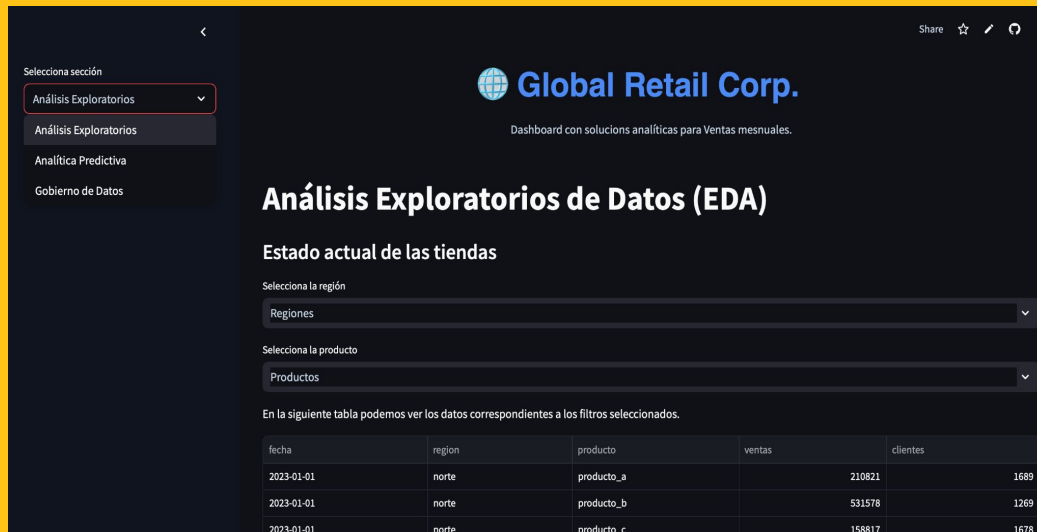 Share
Selecciona sección
Análisis Exploratorios
Análisis Exploratorios
Analítica Predictiva
Gobierno de Datos
Global Retail Corp.
Dashboard con solucions analíticas para Ventas mesnuales.
Análisis Exploratorios de Datos (EDA)
Estado actual de las tiendas
Selecciona la región
Regiones
Selecciona la producto
Productos
En la siguiente tabla podemos ver los datos correspondientes a los filtros seleccionados.
fecha region producto ventas clientes
2023-01-01 norte producto_a 210821 1689
2023-01-01 norte producto_b 531578 1269
2023-01-01 norte producto_c 158817 1678